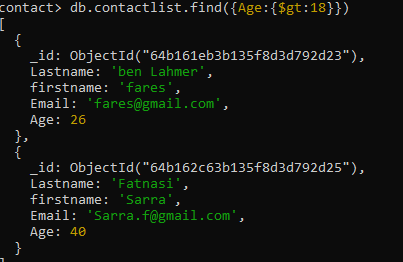 contact> db.contactlist.find({Age:{$gt:18}})
[
  {
    _id: ObjectId("64b161eb3b135f8d3d792d23"),
    Lastname: 'ben Lahmer',
    firstname: 'fares',
    Email: 'fares@gmail.com',
    Age: 26
  },
  {
    _id: ObjectId("64b162c63b135f8d3d792d25"),
    Lastname: 'Fatnasi',
    firstname: 'Sarra',
    Email: 'Sarra.f@gmail.com',
    Age: 40
  }
]